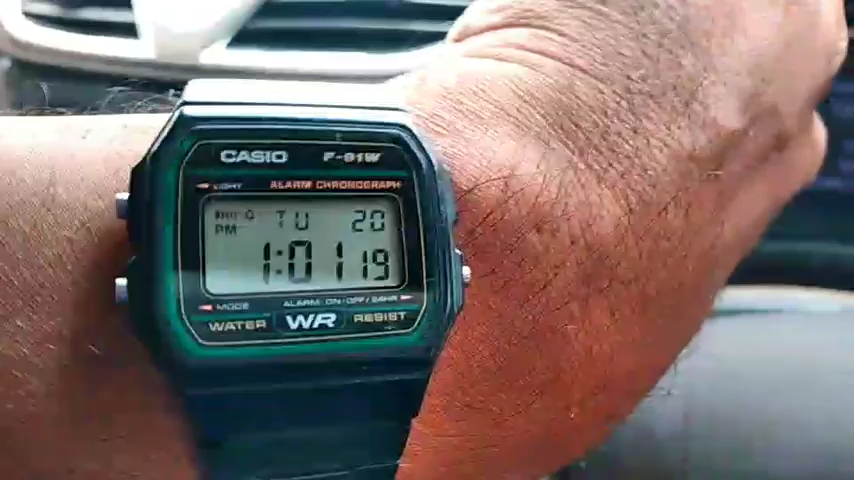 CASIO F-91W
LIGHT ALARM CHRONOGRAPH
TU 20
PM
1:01 19
MODE ALARM ON·OFF/24HR
WATER WR RESIST